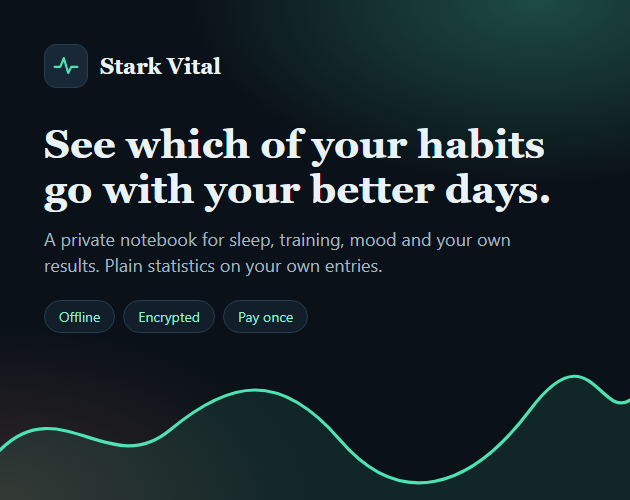 Stark Vital
See which of your habits
go with your better days.
A private notebook for sleep, training, mood and your own
results. Plain statistics on your own entries.
Offline
Encrypted
Pay once